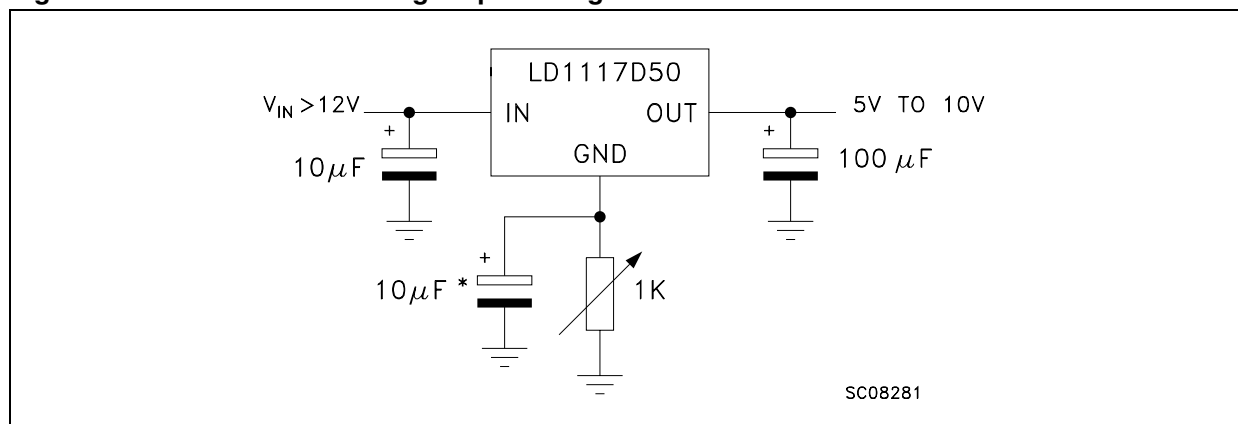 LD1117D50
V_IN >12V
IN
OUT
5V TO 10V
+
+
10μF
GND
100 μF
+
10μF *
1K
SC08281